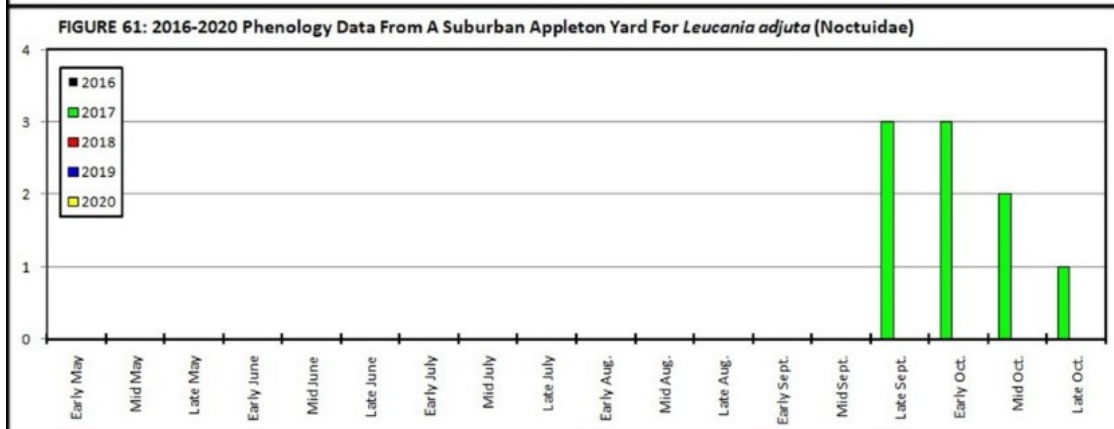 FIGURE 61: 2016-2020 Phenology Data From A Suburban Appleton Yard For Leucania adjuta (Noctuidae)
4
3
2
1
0
2016
2017
2018
2019
2020
Early May
Mid May
Late May
Early June
Mid June
Late June
Early July
Mid July
Late July
Early Aug.
Mid Aug.
Late Aug.
Early Sept.
Mid Sept.
Late Sept.
Early Oct.
Mid Oct.
Late Oct.